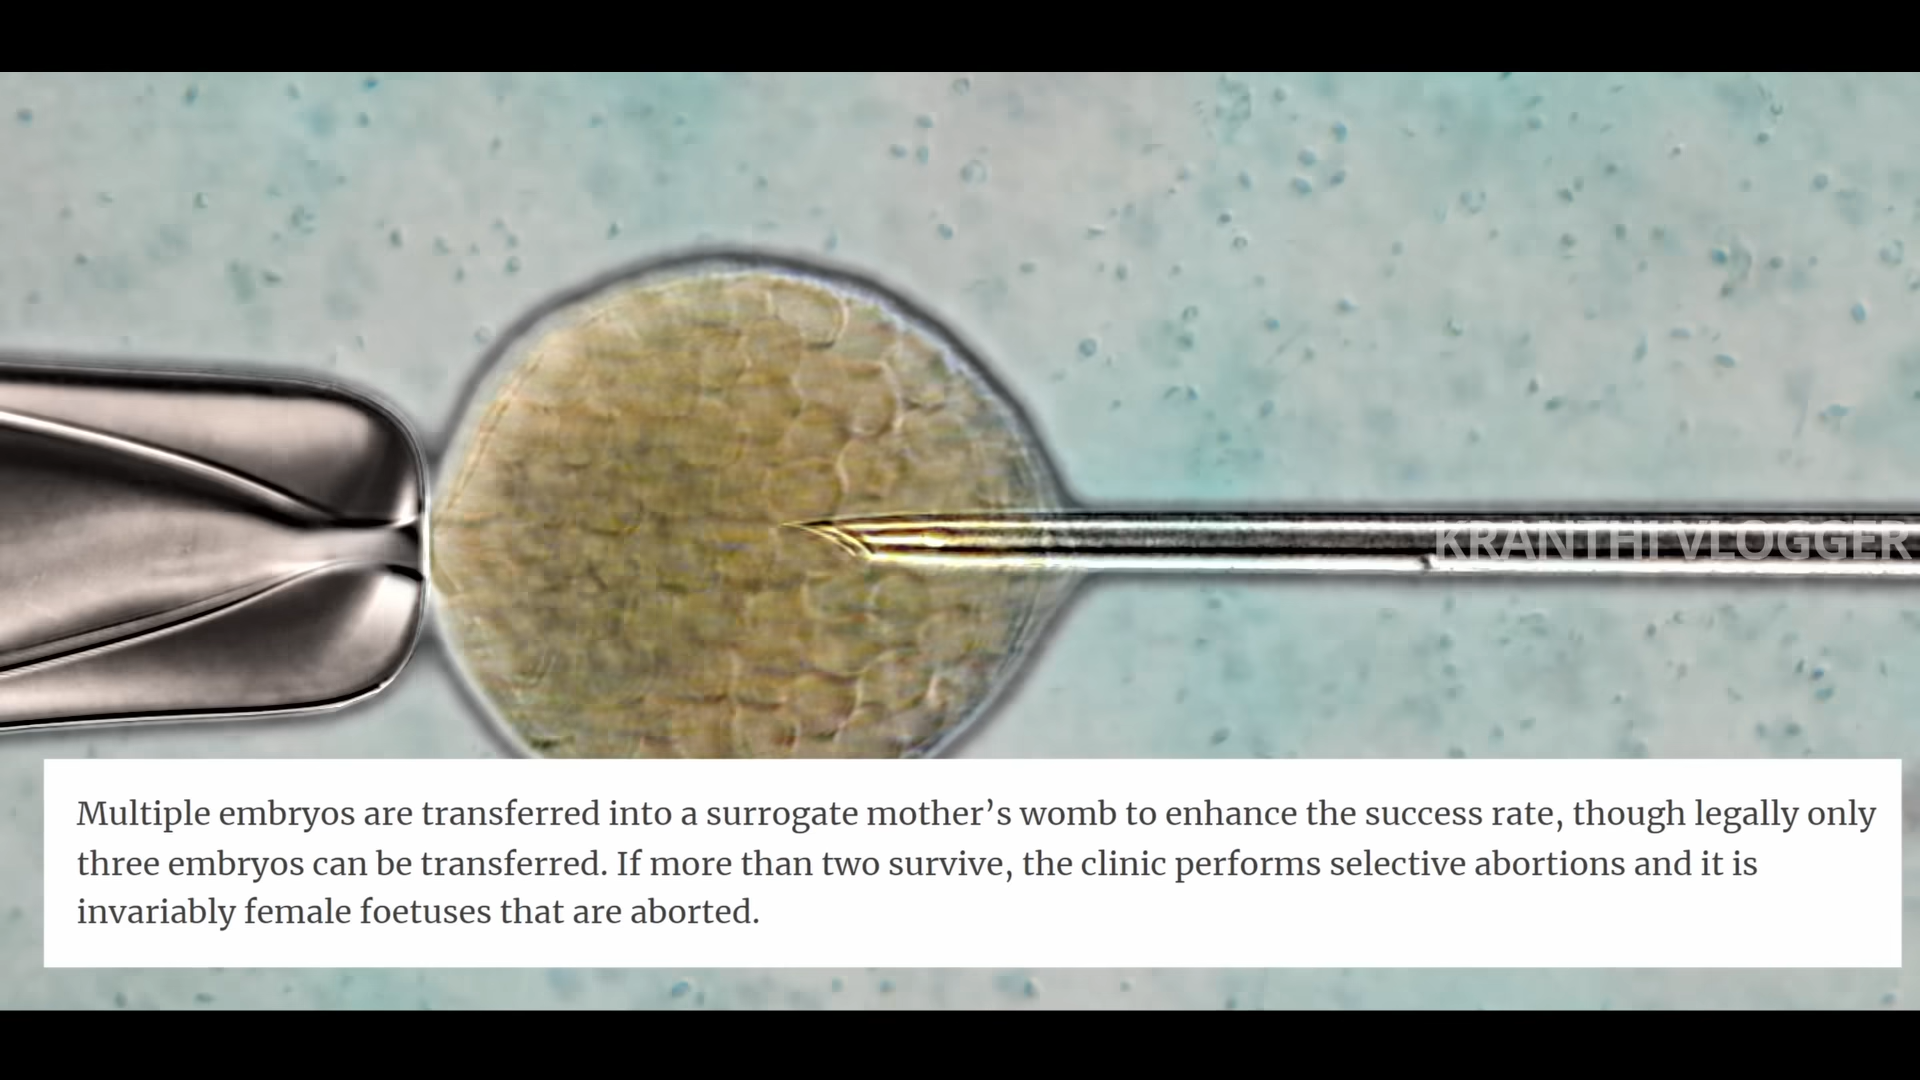 KRANTHI VLOGGER
Multiple embryos are transferred into a surrogate mother’s womb to enhance the success rate, though legally only
three embryos can be transferred. If more than two survive, the clinic performs selective abortions and it is
invariably female foetuses that are aborted.